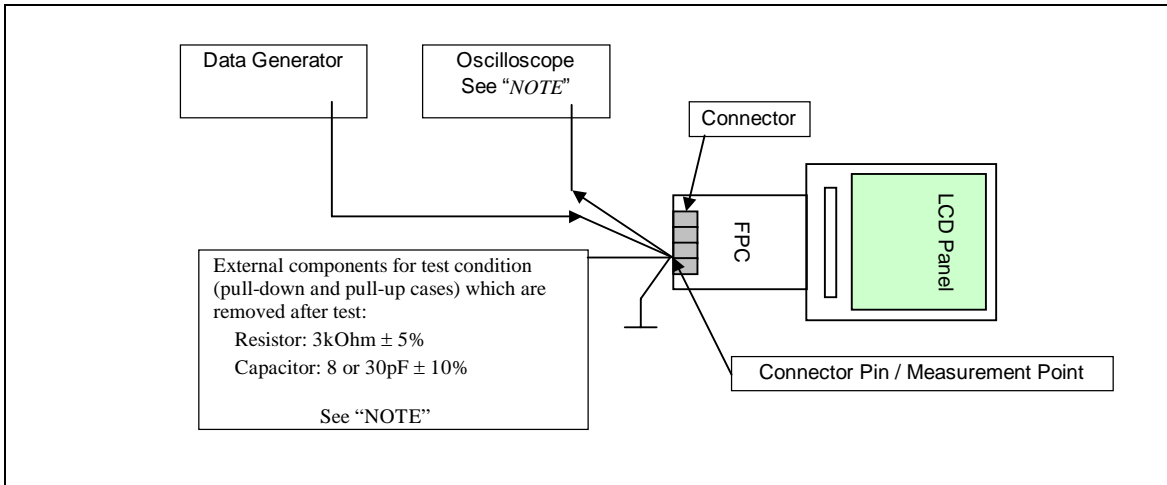 Data Generator
Oscilloscope
See “NOTE”
Connector
FPC
LCD Panel
External components for test condition
(pull-down and pull-up cases) which are
removed after test:
Resistor: 3kOhm ± 5%
Capacitor: 8 or 30pF ± 10%
See “NOTE”
Connector Pin / Measurement Point